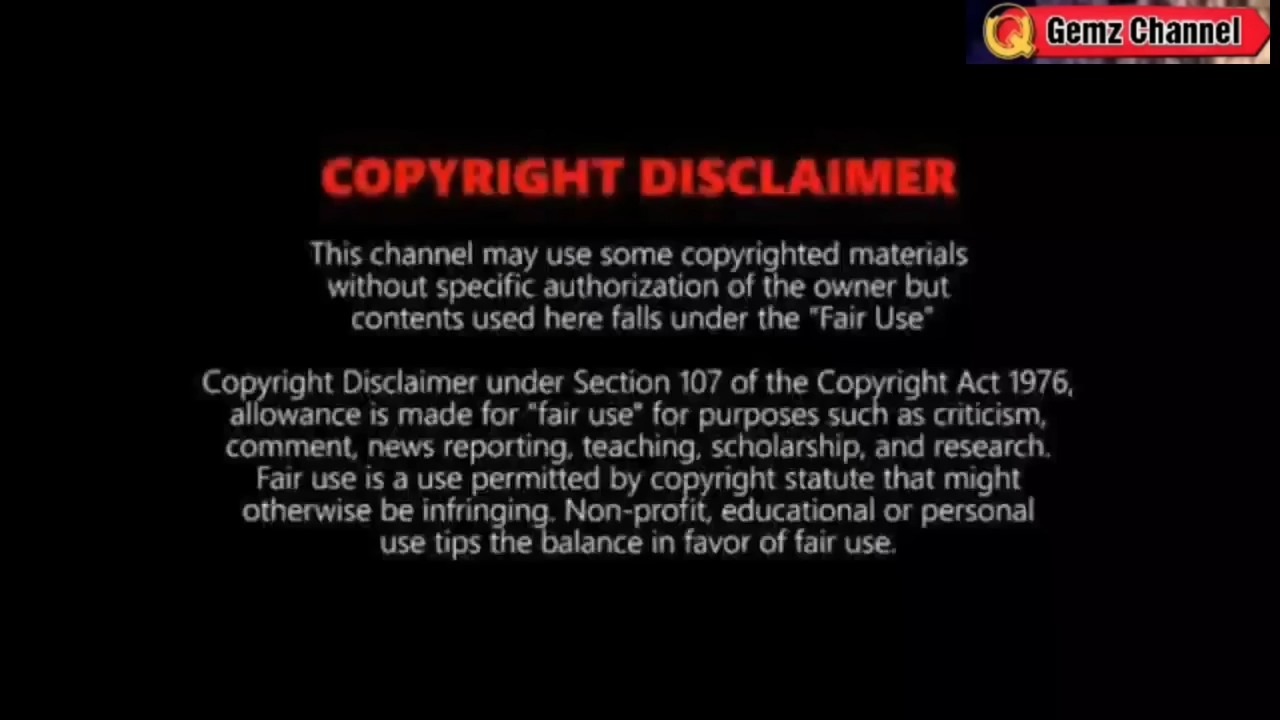 Gemz Channel
COPYRIGHT DISCLAIMER
This channel may use some copyrighted materials
without specific authorization of the owner but
contents used here falls under the "Fair Use"
Copyright Disclaimer under Section 107 of the Copyright Act 1976,
allowance is made for "fair use" for purposes such as criticism,
comment, news reporting, teaching, scholarship, and research.
Fair use is a use permitted by copyright statute that might
otherwise be infringing. Non-profit, educational or personal
use tips the balance in favor of fair use.